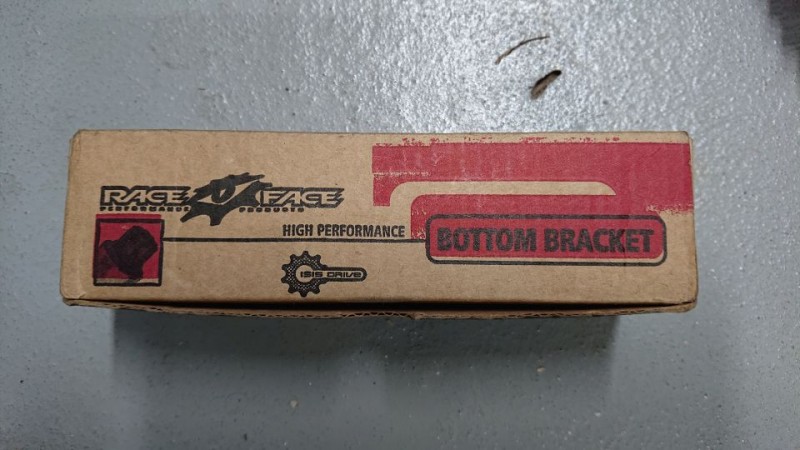 RACE FACE
PERFORMANCE PRODUCTS
HIGH PERFORMANCE
BOTTOM BRACKET
ISIS DRIVE